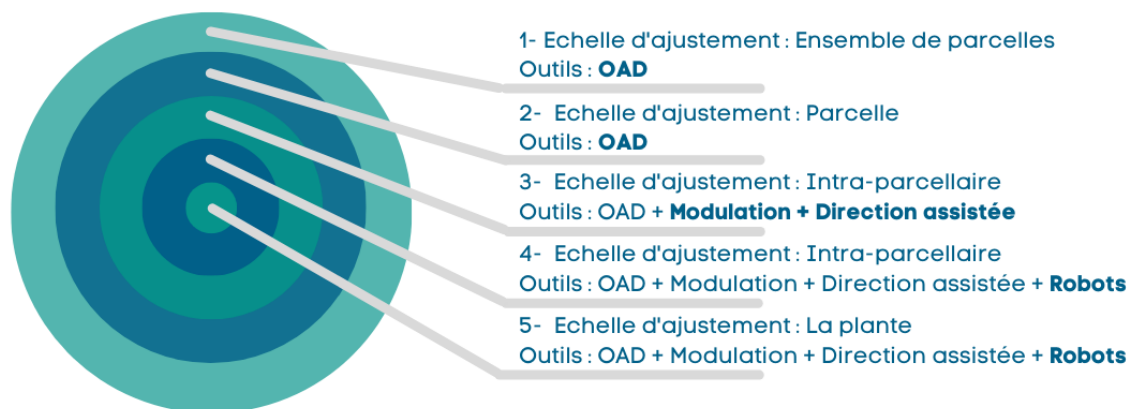 1- Echelle d'ajustement : Ensemble de parcelles
Outils : OAD
2- Echelle d'ajustement : Parcelle
Outils : OAD
3- Echelle d'ajustement : Intra-parcellaire
Outils : OAD + Modulation + Direction assistée
4- Echelle d'ajustement : Intra-parcellaire
Outils : OAD + Modulation + Direction assistée + Robots
5- Echelle d'ajustement : La plante
Outils : OAD + Modulation + Direction assistée + Robots